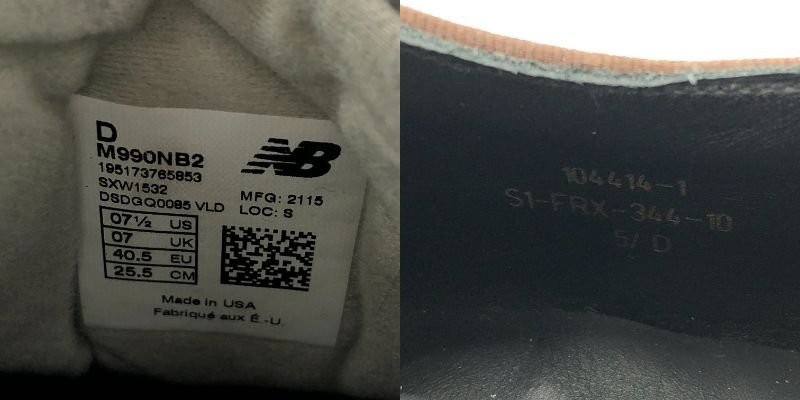 D
M990NB2
195173765853
SXW1532
DSDGQ0085 VLD
NB
MFG: 2115
LOC: S
07½ US
07 UK
40.5 EU
25.5 CM
Made in USA
Fabriqué aux É.-U.
104414-1
S1-FRX-344-10
5/ D